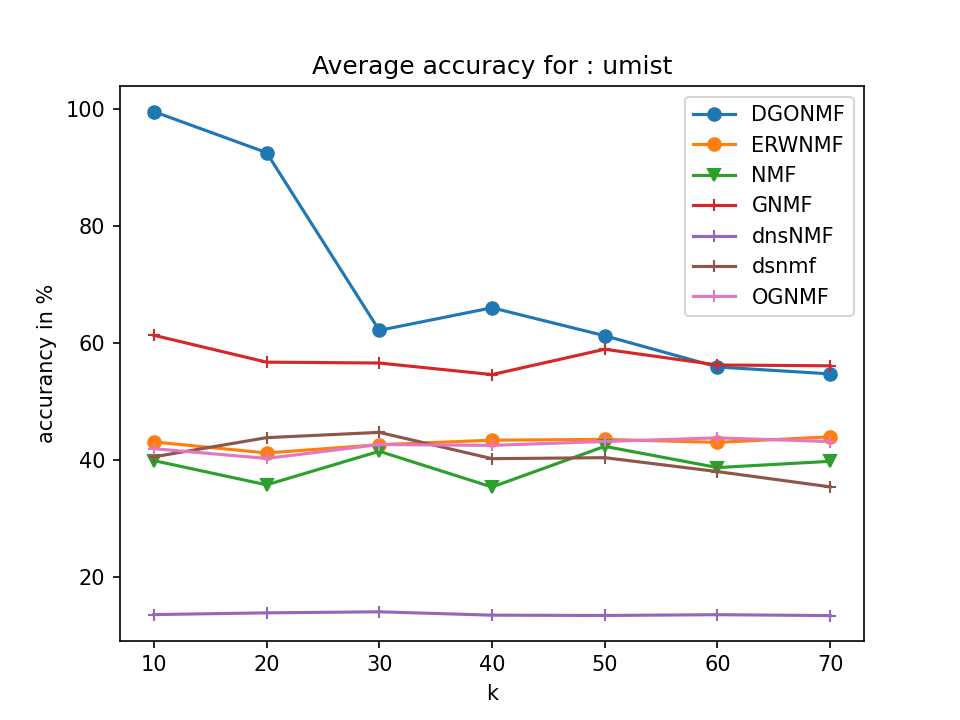 Average accuracy for : umist
100
80
60
40
20
accurancy in %
10 20 30 40 50 60 70
k
DGONMF
ERWNMF
NMF
GNMF
dnsNMF
dsnmf
OGNMF